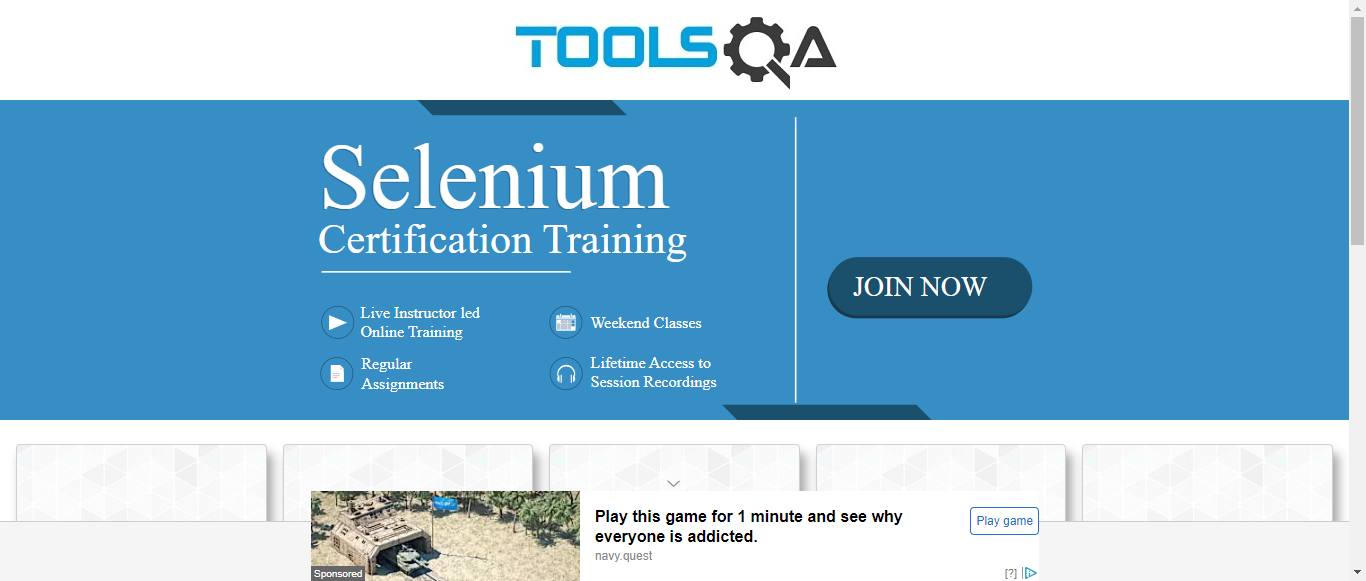 TOOLSQA
Selenium
Certification Training
Live Instructor led
Online Training
Weekend Classes
Regular
Assignments
Lifetime Access to
Session Recordings
JOIN NOW
Play this game for 1 minute and see why
everyone is addicted.
navy.quest
Play game
Sponsored
[?]